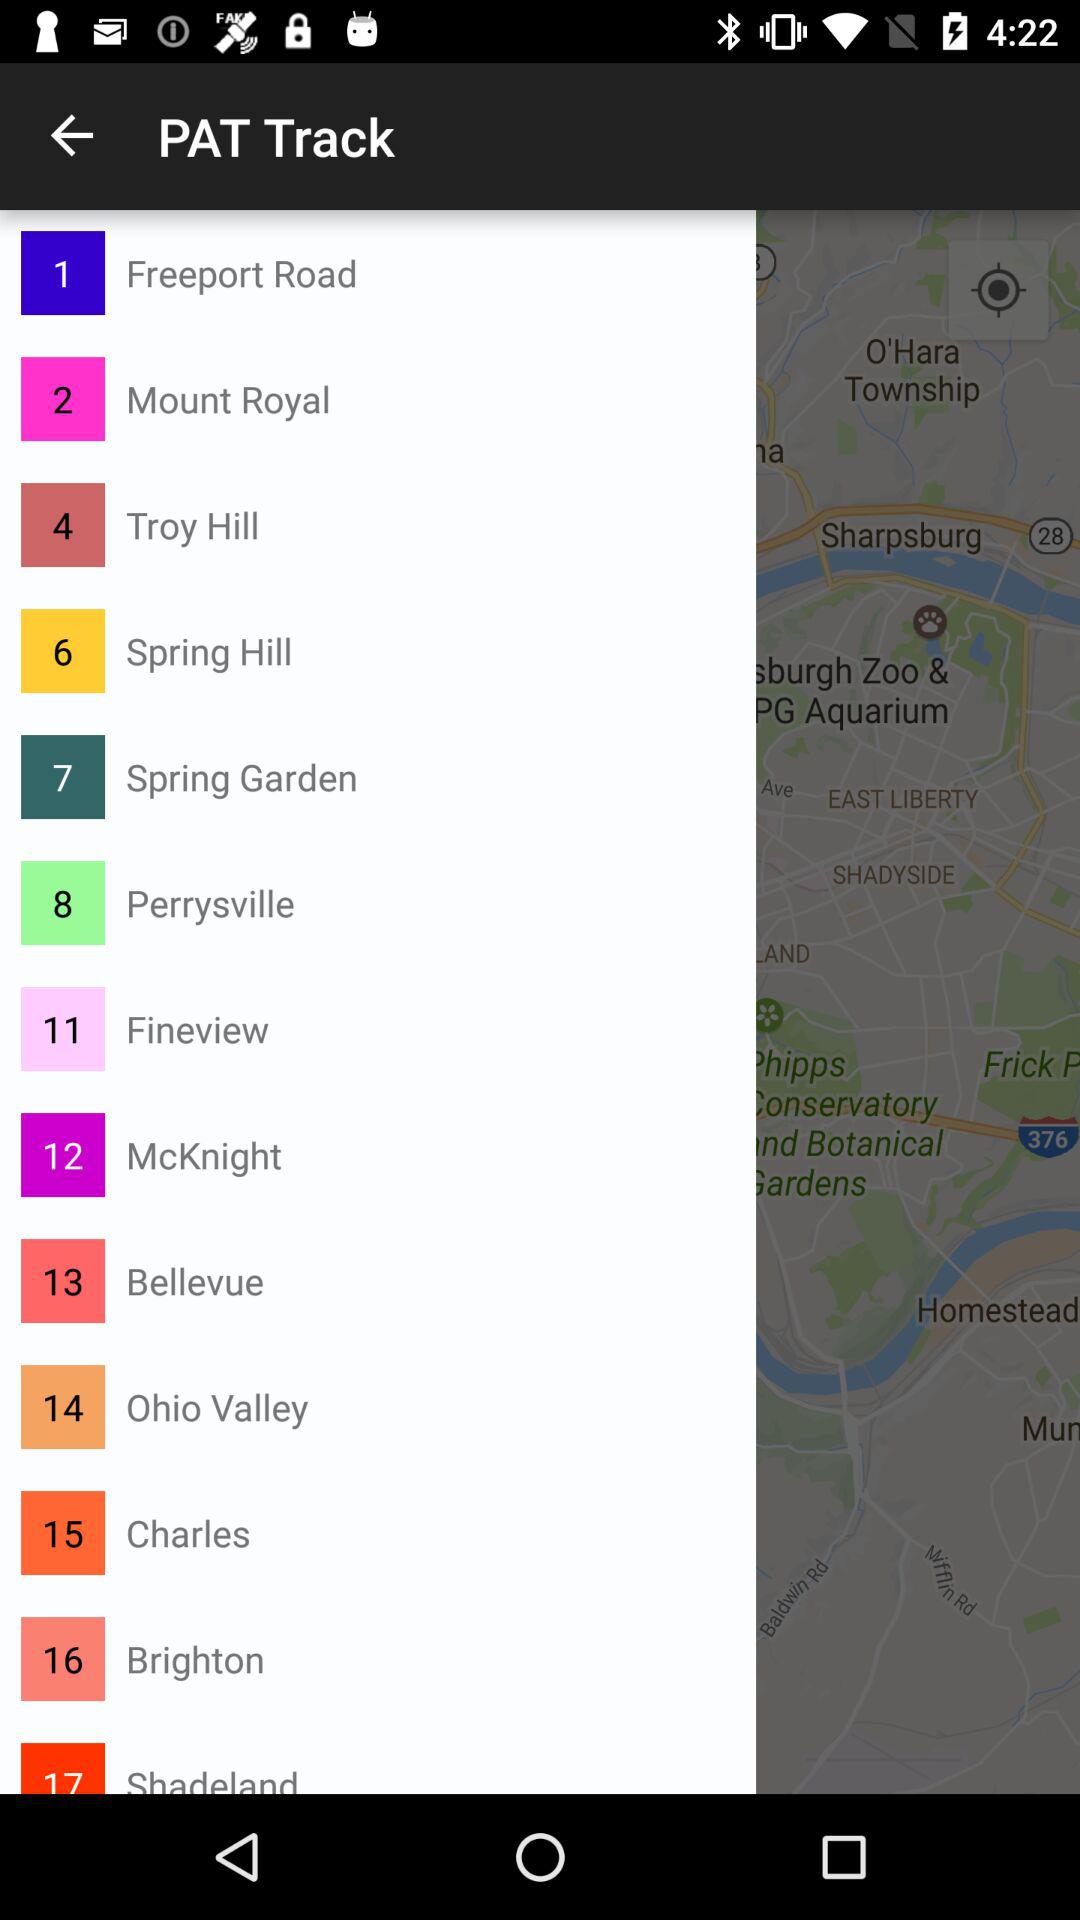 FAKE
4:22
PAT Track
1 Freeport Road
2 Mount Royal
4 Troy Hill
6 Spring Hill
7 Spring Garden
8 Perrysville
11 Fineview
12 McKnight
13 Bellevue
14 Ohio Valley
15 Charles
16 Brighton
17 Shadeland
O'Hara
Township
na
Sharpsburg
28
sburgh Zoo &
PG Aquarium
Ave
EAST LIBERTY
SHADYSIDE
LAND
Phipps
Conservatory
and Botanical
Gardens
Frick P
376
Homestead
Mun
Baldwin Rd
Mifflin Rd